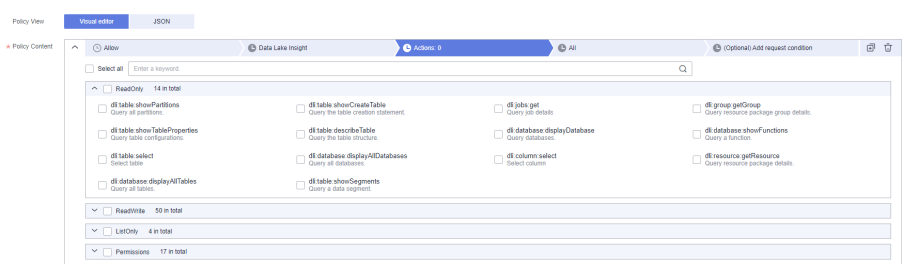 Policy View
Visual editor
JSON
* Policy Content
Allow
Data Lake Insight
Actions: 0
All
(Optional) Add request condition
Select all
Enter a keyword.
ReadOnly 14 in total
dli:table:showPartitions
Query all partitions.
dli:table:showCreateTable
Query the table creation statement.
dli:jobs:get
Query job details
dli:group:getGroup
Query resource package group details.
dli:table:showTableProperties
Query table configurations.
dli:table:describeTable
Query the table structure.
dli:database:displayDatabase
Query databases.
dli:database:showFunctions
Query a function.
dli:table:select
Select table
dli:database:displayAllDatabases
Query all databases.
dli:column:select
Select column
dli:resource:getResource
Query resource package details.
dli:database:displayAllTables
Query all tables.
dli:table:showSegments
Query a data segment.
ReadWrite 50 in total
ListOnly 4 in total
Permissions 17 in total